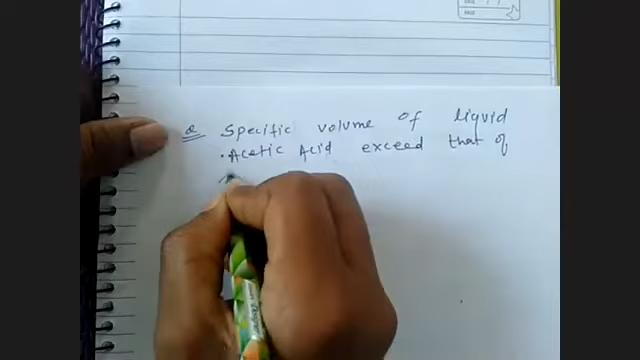 Q Specific volume of liquid
. Acetic Acid exceed that of